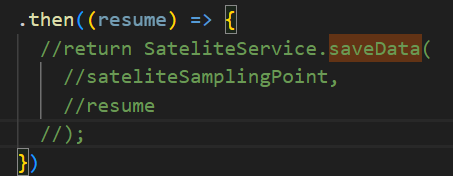 .then((resume) => {
//return SateliteService.saveData(
//sateliteSamplingPoint,
//resume
//);
})